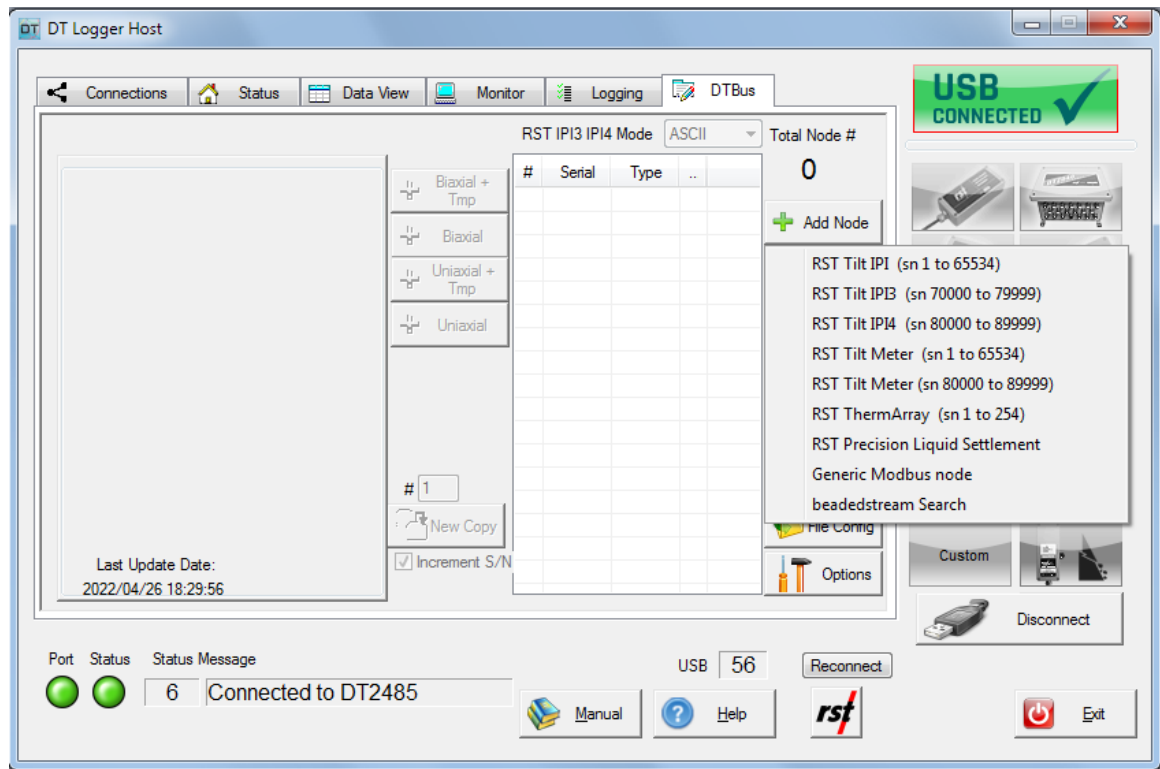 DT DT Logger Host
Connections
Status
Data View
Monitor
Logging
DTBus
USB
CONNECTED
RST IPI3 IPI4 Mode
ASCII
Total Node #
0
# Serial Type ..
Biaxial +
Tmp
Biaxial
Uniaxial +
Tmp
Uniaxial
Add Node
RST Tilt IPI (sn 1 to 65534)
RST Tilt IPI3 (sn 70000 to 79999)
RST Tilt IPI4 (sn 80000 to 89999)
RST Tilt Meter (sn 1 to 65534)
RST Tilt Meter (sn 80000 to 89999)
RST ThermArray (sn 1 to 254)
RST Precision Liquid Settlement
Generic Modbus node
beadedstream Search
# 1
New Copy
Increment S/N
File Config
Options
Custom
Last Update Date:
2022/04/26 18:29:56
Disconnect
Port Status Status Message
6 Connected to DT2485
USB 56
Reconnect
Manual
Help
rst
Exit